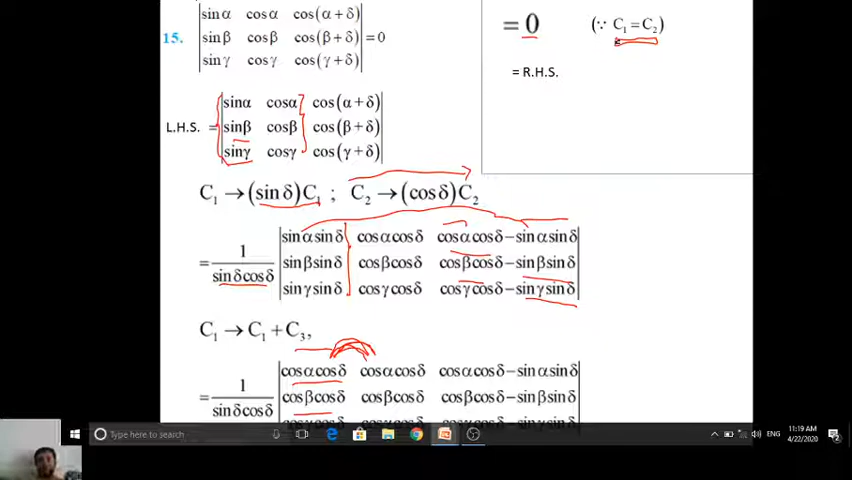 15. |sinα cosα cos(α+δ)|
|sinβ cosβ cos(β+δ)| =0
|sinγ cosγ cos(γ+δ)|
L.H.S. = |sinα cosα cos(α+δ)|
|sinβ cosβ cos(β+δ)|
|sinγ cosγ cos(γ+δ)|
C₁ → (sinδ)C₁ ; C₂ → (cosδ)C₂
= 1/(sinδcosδ) |sinαsinδ cosαcosδ cosαcosδ−sinαsinδ|
|sinβsinδ cosβcosδ cosβcosδ−sinβsinδ|
|sinγsinδ cosγcosδ cosγcosδ−sinγsinδ|
C₁ → C₁ + C₃,
= 1/(sinδcosδ) |cosαcosδ cosαcosδ cosαcosδ−sinαsinδ|
|cosβcosδ cosβcosδ cosβcosδ−sinβsinδ|
= 0 (∵ C₁ = C₂)
= R.H.S.
Type here to search
ENG
11:19 AM
4/22/2020